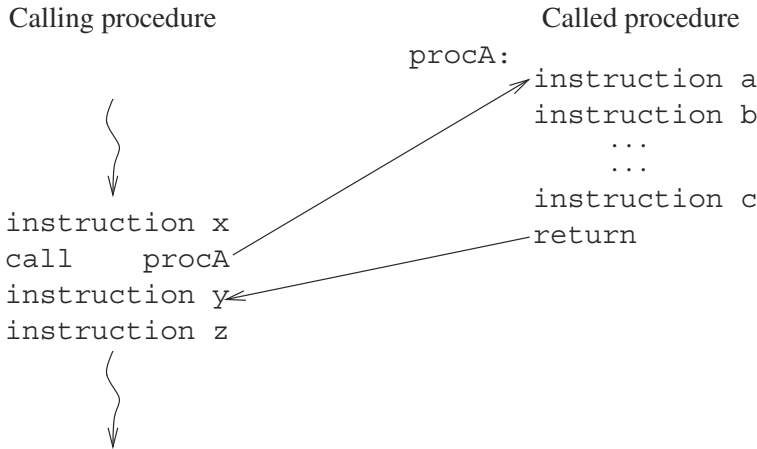 Calling procedure
instruction x
call procA
instruction y
instruction z
Called procedure
procA:
instruction a
instruction b
...
...
instruction c
return